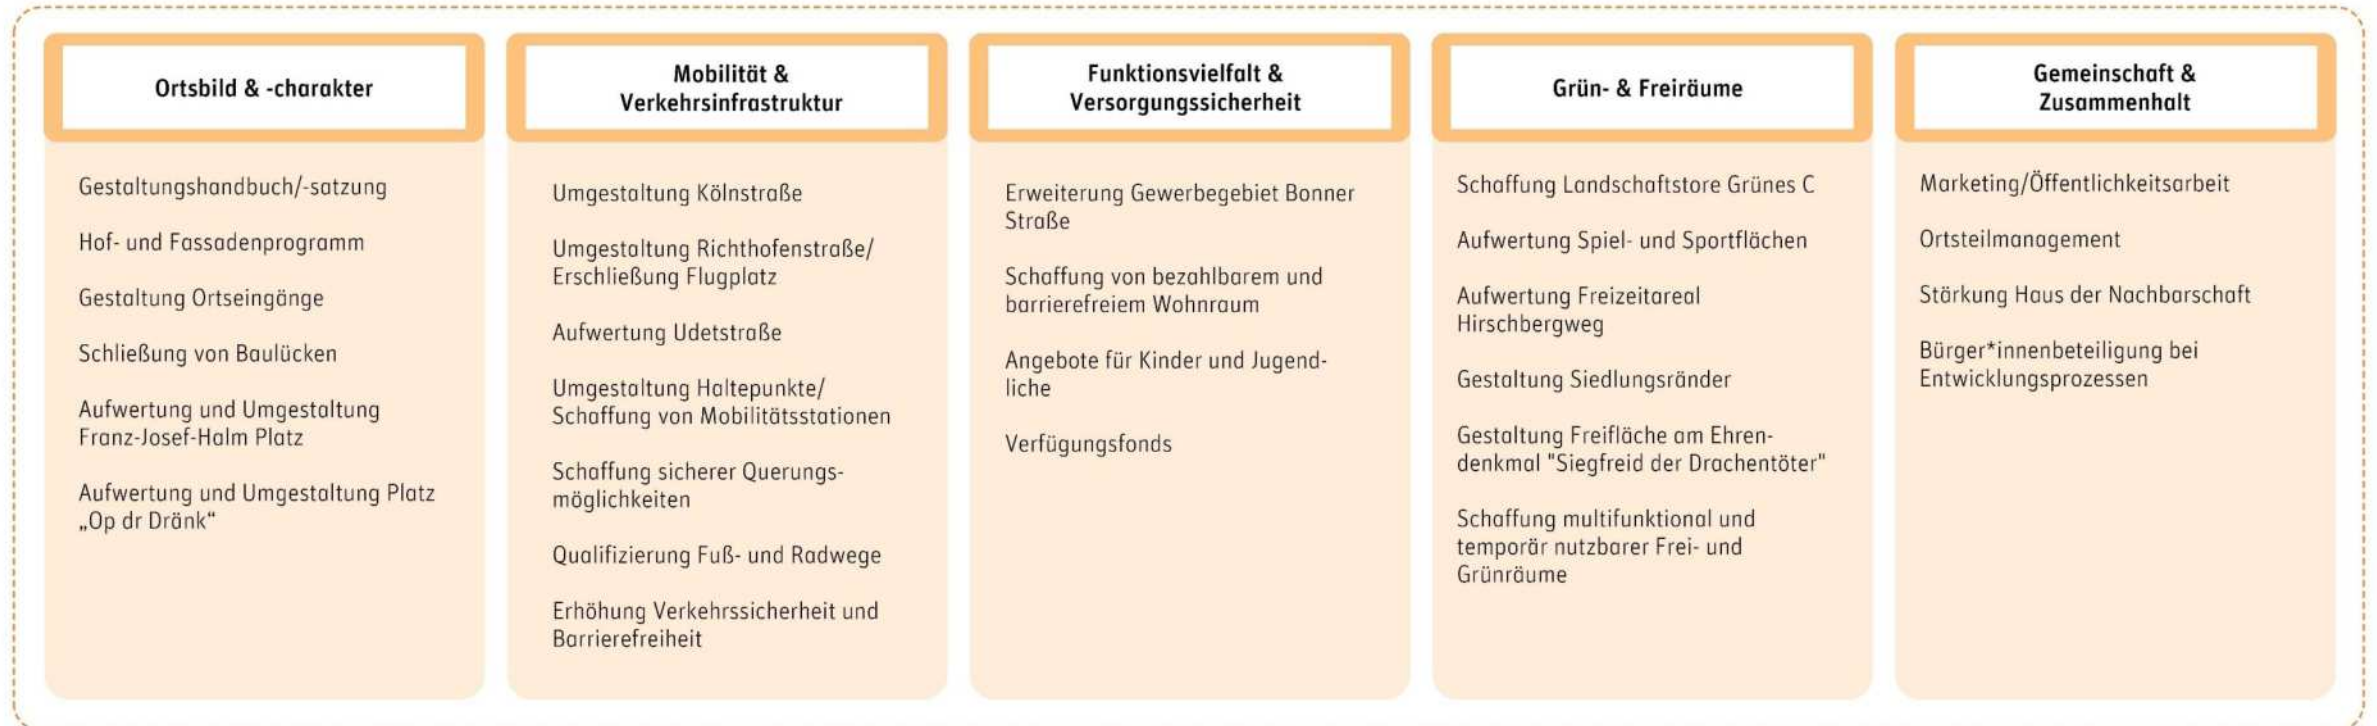 Ortsbild & -charakter
Gestaltungshandbuch/-satzung
Hof- und Fassadenprogramm
Gestaltung Ortseingänge
Schließung von Baulücken
Aufwertung und Umgestaltung
Franz-Josef-Halm Platz
Aufwertung und Umgestaltung Platz
„Op dr Dränk“
Mobilität &
Verkehrsinfrastruktur
Umgestaltung Kölnstraße
Umgestaltung Richthofenstraße/
Erschließung Flugplatz
Aufwertung Udetstraße
Umgestaltung Haltepunkte/
Schaffung von Mobilitätsstationen
Schaffung sicherer Querungs-
möglichkeiten
Qualifizierung Fuß- und Radwege
Erhöhung Verkehrssicherheit und
Barrierefreiheit
Funktionsvielfalt &
Versorgungssicherheit
Erweiterung Gewerbegebiet Bonner
Straße
Schaffung von bezahlbarem und
barrierefreiem Wohnraum
Angebote für Kinder und Jugend-
liche
Verfügungsfonds
Grün- & Freiräume
Schaffung Landschaftstore Grünes C
Aufwertung Spiel- und Sportflächen
Aufwertung Freizeitareal
Hirschbergweg
Gestaltung Siedlungsränder
Gestaltung Freifläche am Ehren-
denkmal "Siegfreid der Drachentöter"
Schaffung multifunktional und
temporär nutzbarer Frei- und
Grünräume
Gemeinschaft &
Zusammenhalt
Marketing/Öffentlichkeitsarbeit
Ortsteilmanagement
Stärkung Haus der Nachbarschaft
Bürger*innenbeteiligung bei
Entwicklungsprozessen